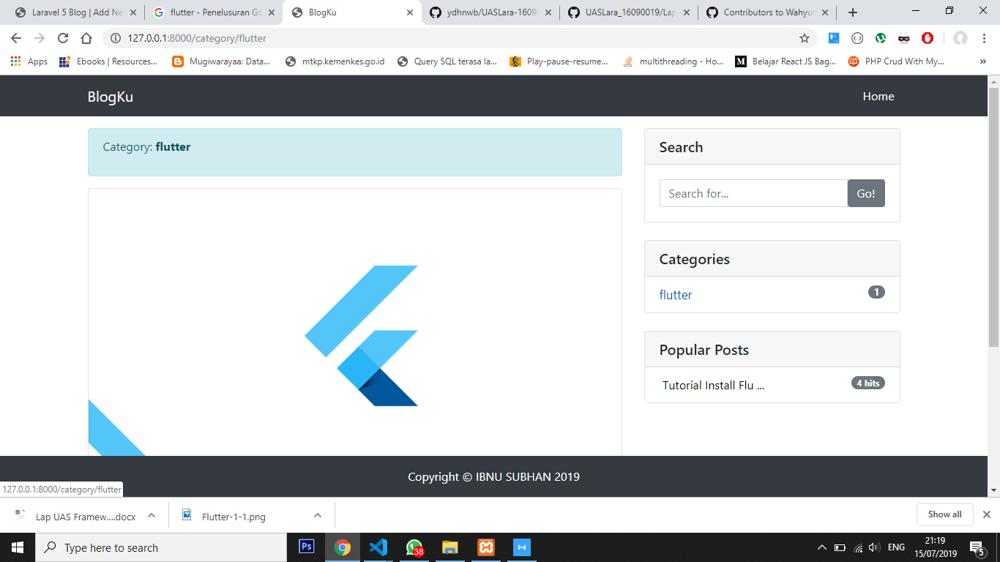 Laravel 5 Blog | Add Ne
flutter - Penelusuran Go
BlogKu
ydhnwb/UASLara-1609
UASLara_16090019/Lap
Contributors to Wahyu
127.0.0.1:8000/category/flutter
Apps
Ebooks | Resources...
Mugiwarayaa: Data...
mtkp.kemenkes.go.id
Query SQL terasa la...
Play-pause-resume...
multithreading - Ho...
Belajar React JS Bag...
PHP Crud With My...
»
BlogKu
Home
Category: flutter
Search
Search for...
Go!
Categories
flutter
1
Popular Posts
Tutorial Install Flu ...
4 hits
Copyright © IBNU SUBHAN 2019
127.0.0.1:8000/category/flutter
Lap UAS Framew....docx
Flutter-1-1.png
Show all
Type here to search
Ps
38
W
ENG
21:19
15/07/2019
5